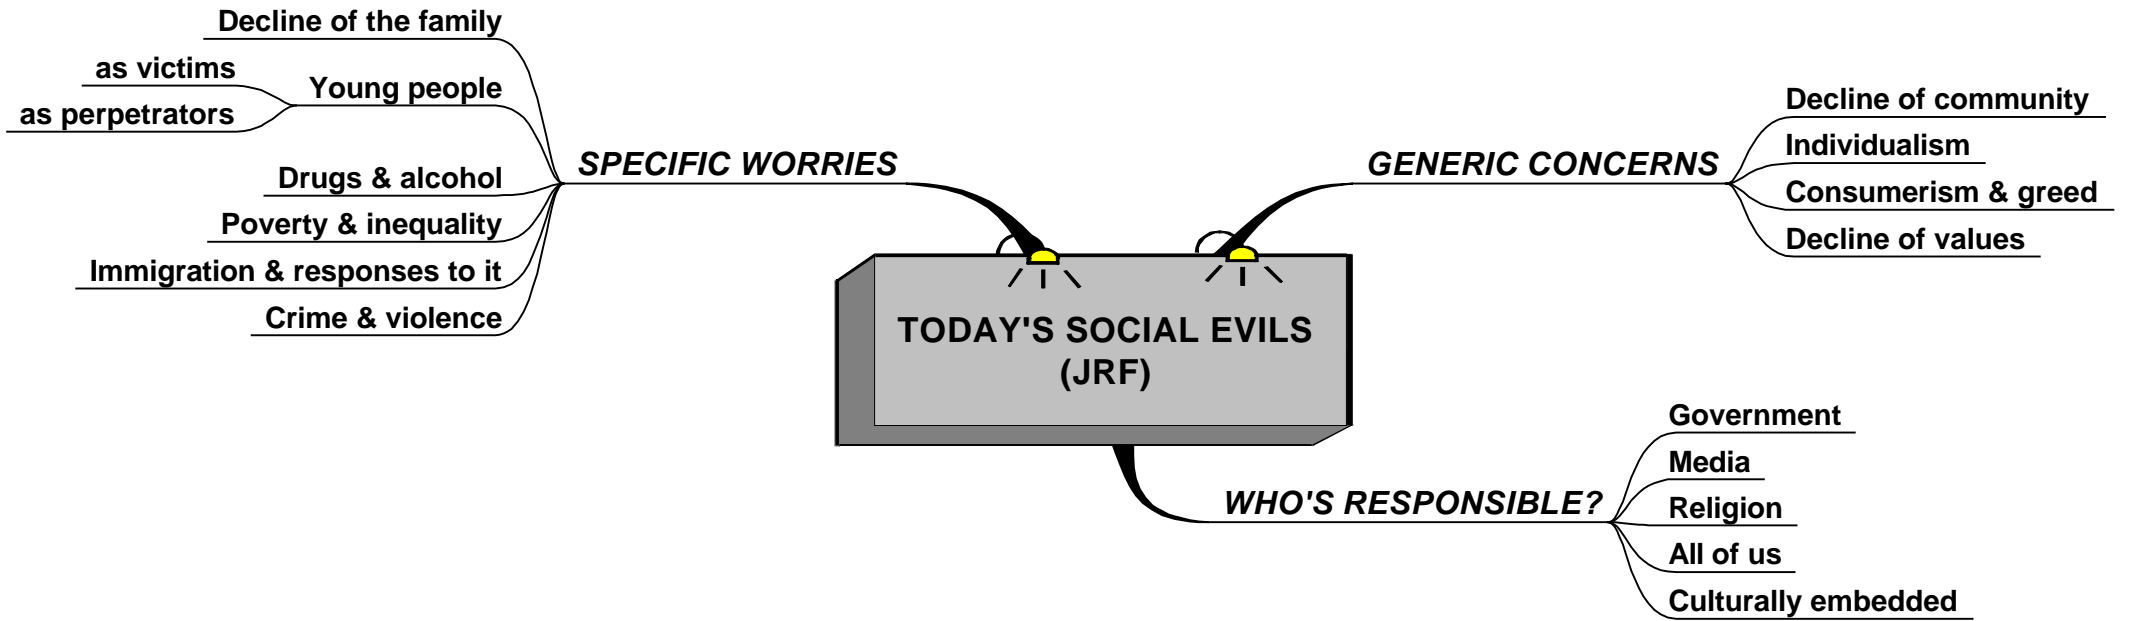 TODAY'S SOCIAL EVILS
(JRF)
SPECIFIC WORRIES
Decline of the family
Young people
as victims
as perpetrators
Drugs & alcohol
Poverty & inequality
Immigration & responses to it
Crime & violence
GENERIC CONCERNS
Decline of community
Individualism
Consumerism & greed
Decline of values
WHO'S RESPONSIBLE?
Government
Media
Religion
All of us
Culturally embedded